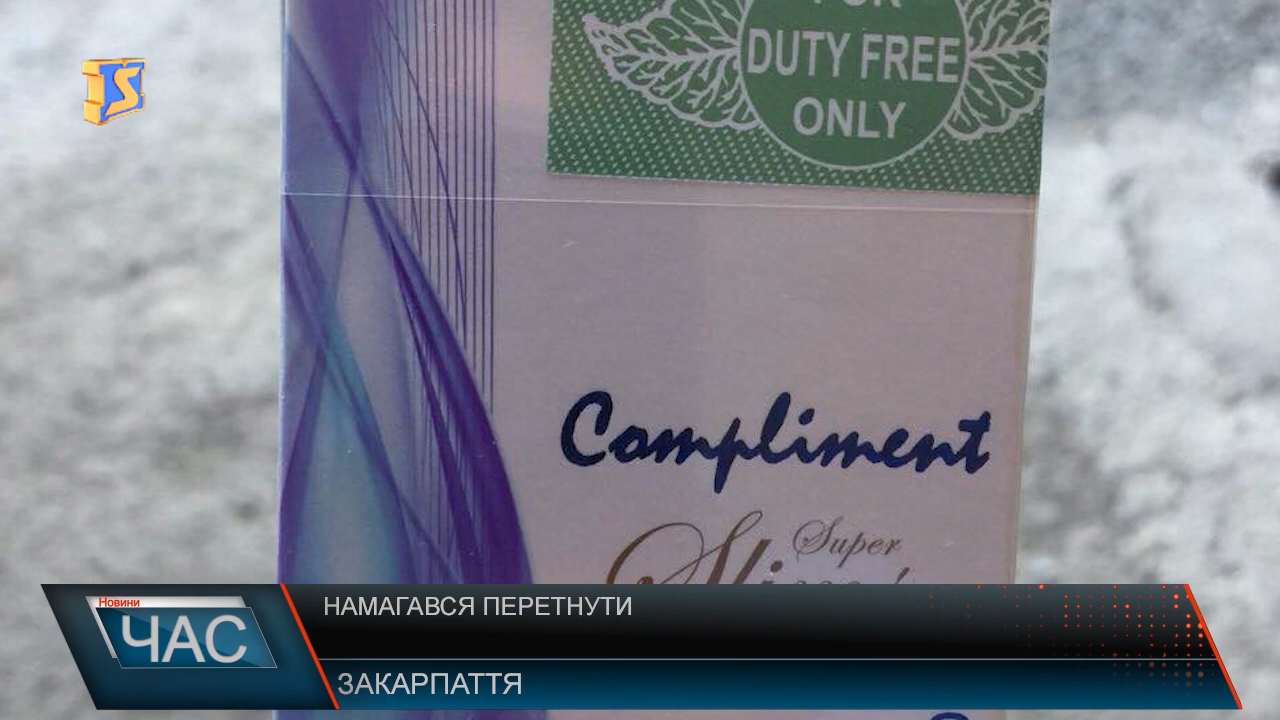 DUTY FREE
ONLY
Compliment
Super
Новини
ЧАС
НАМАГАВСЯ ПЕРЕТНУТИ
ЗАКАРПАТТЯ